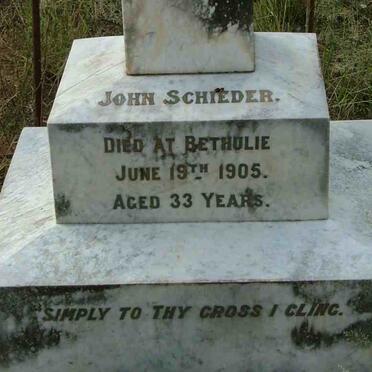 JOHN SCHIEDER.
DIED AT BETHULIE
JUNE 19TH 1905.
AGED 33 YEARS.
"SIMPLY TO THY CROSS I CLING."